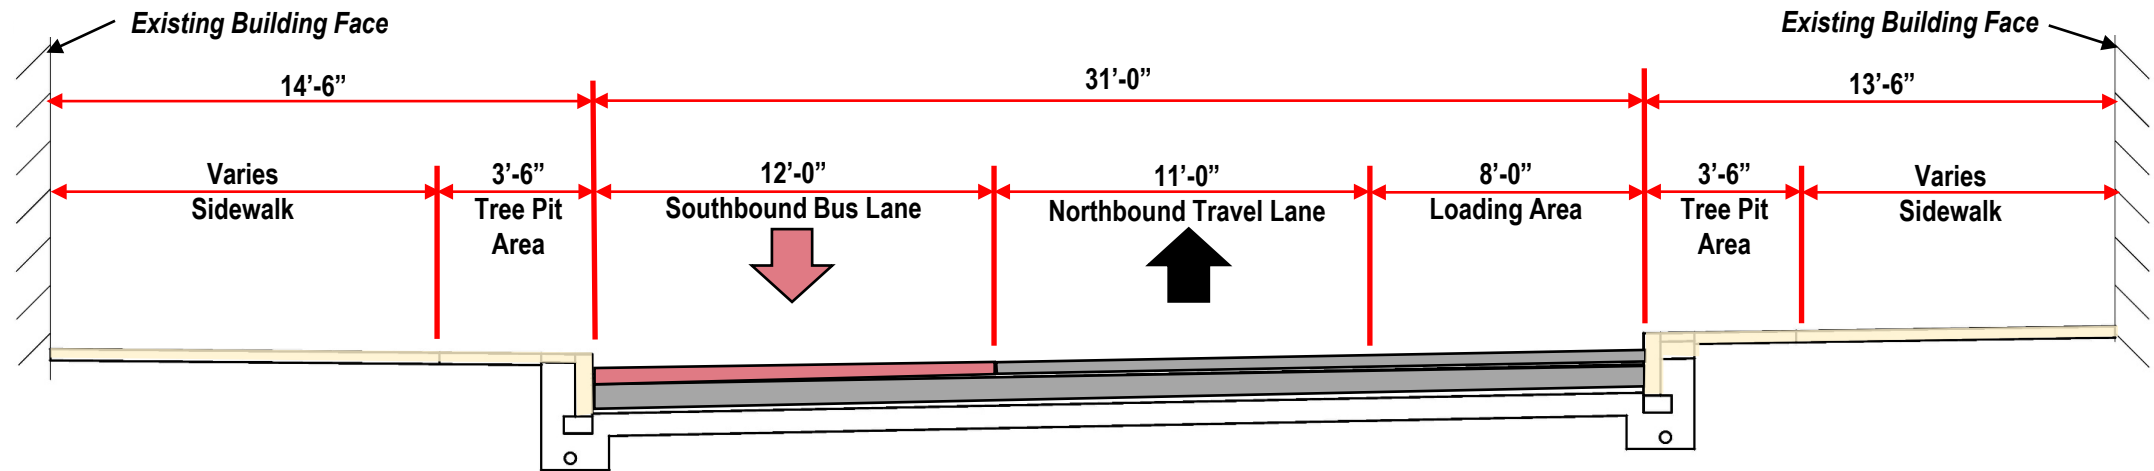 Existing Building Face
Existing Building Face
14’-6”
31’-0”
13’-6”
Varies
Sidewalk
3’-6”
Tree Pit
Area
12’-0”
Southbound Bus Lane
11’-0”
Northbound Travel Lane
8’-0”
Loading Area
3’-6”
Tree Pit
Area
Varies
Sidewalk